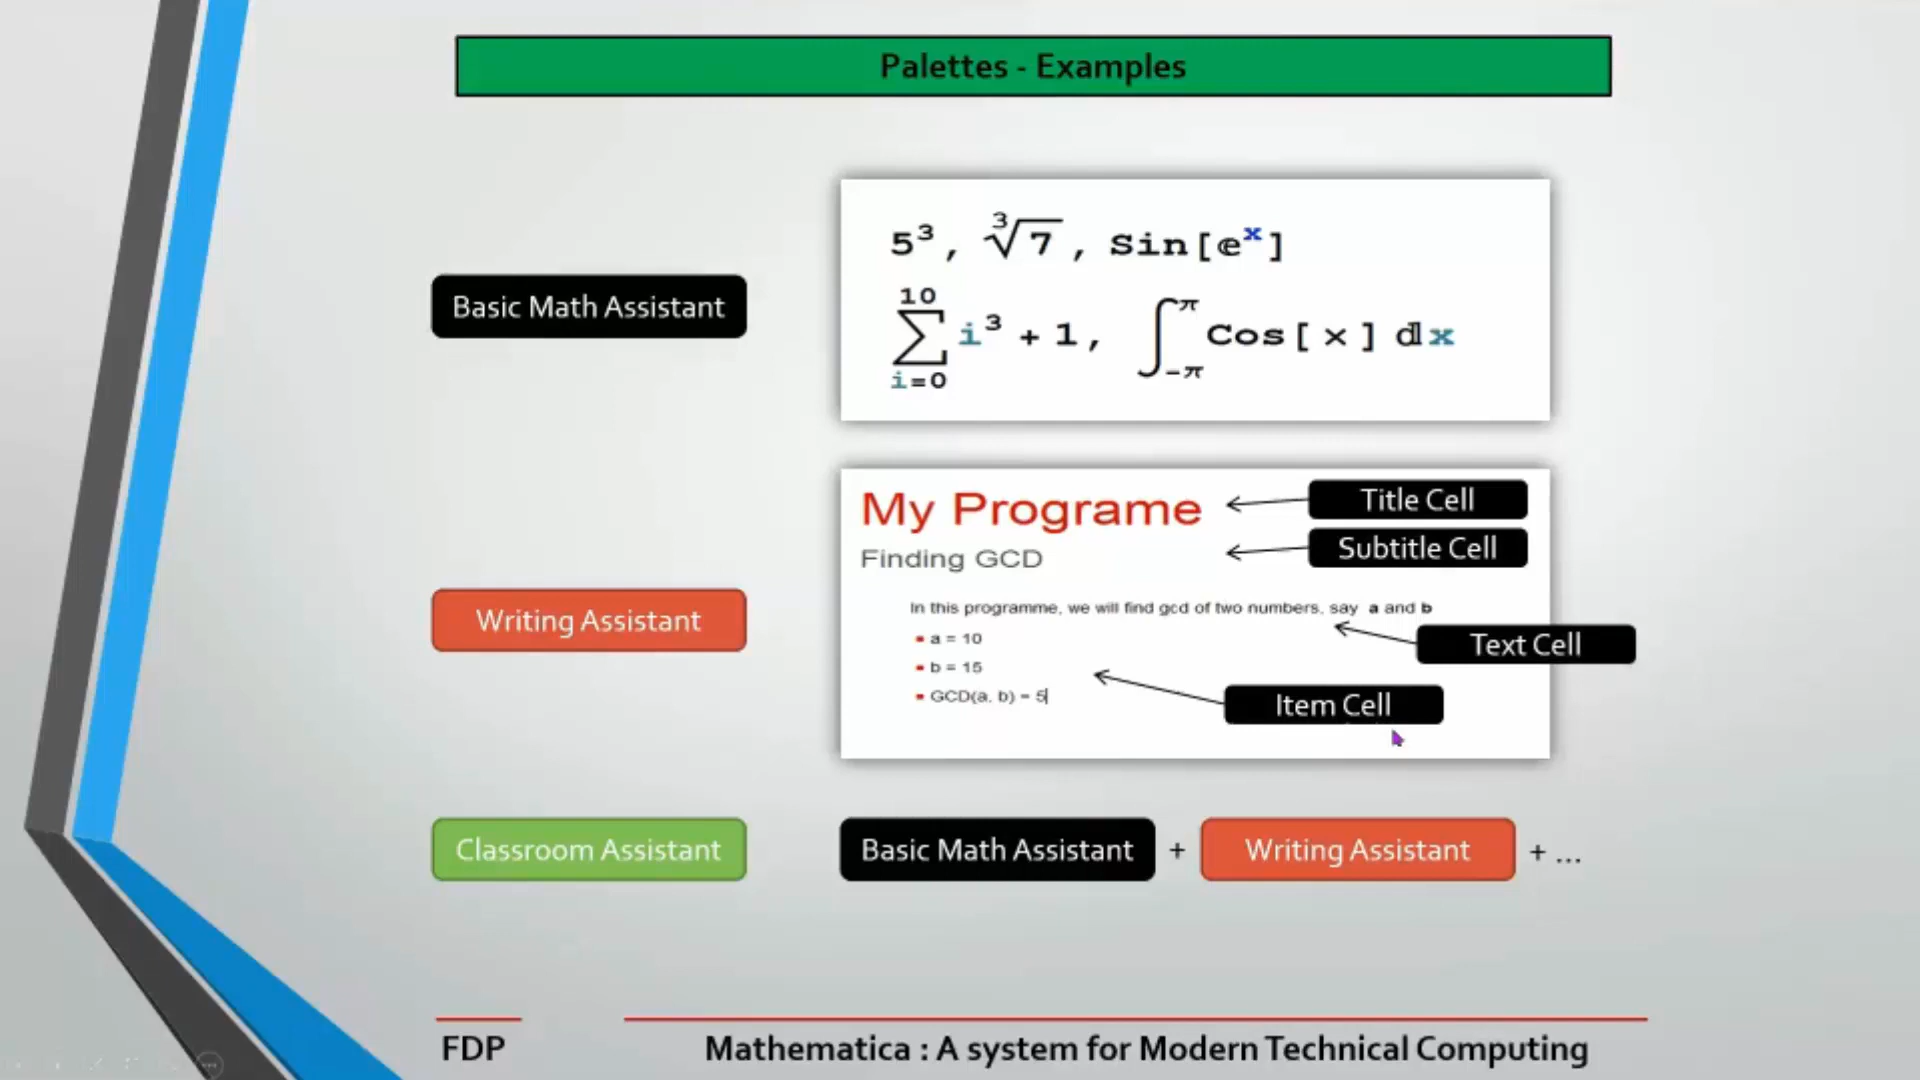 Palettes - Examples
Basic Math Assistant
5³, ∛7, Sin[ⅇˣ]
∑_{i=0}^{10} i³ + 1, ∫_{-π}^{π} Cos[x] ⅆx
Writing Assistant
My Programe
Title Cell
Finding GCD
Subtitle Cell
In this programme, we will find gcd of two numbers, say a and b
Text Cell
▪ a = 10
▪ b = 15
▪ GCD(a, b) = 5
Item Cell
Classroom Assistant
Basic Math Assistant + Writing Assistant + ...
FDP
Mathematica : A system for Modern Technical Computing